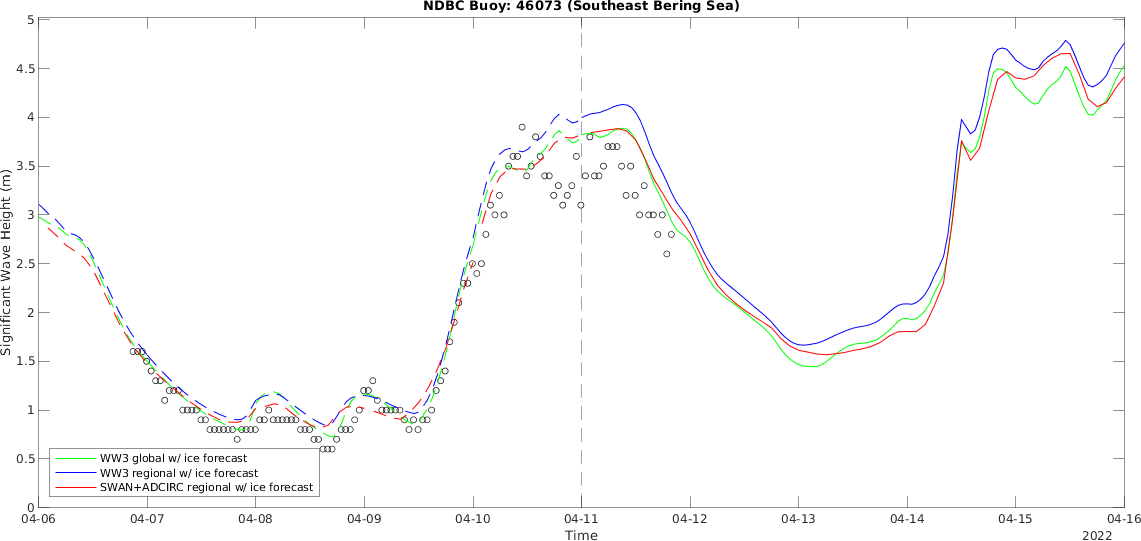 NDBC Buoy: 46073 (Southeast Bering Sea)
5
4.5
4
3.5
3
2.5
2
1.5
1
0.5
0
Significant Wave Height (m)
WW3 global w/ ice forecast
WW3 regional w/ ice forecast
SWAN+ADCIRC regional w/ ice forecast
04-06 04-07 04-08 04-09 04-10 04-11 04-12 04-13 04-14 04-15 04-16
Time
2022